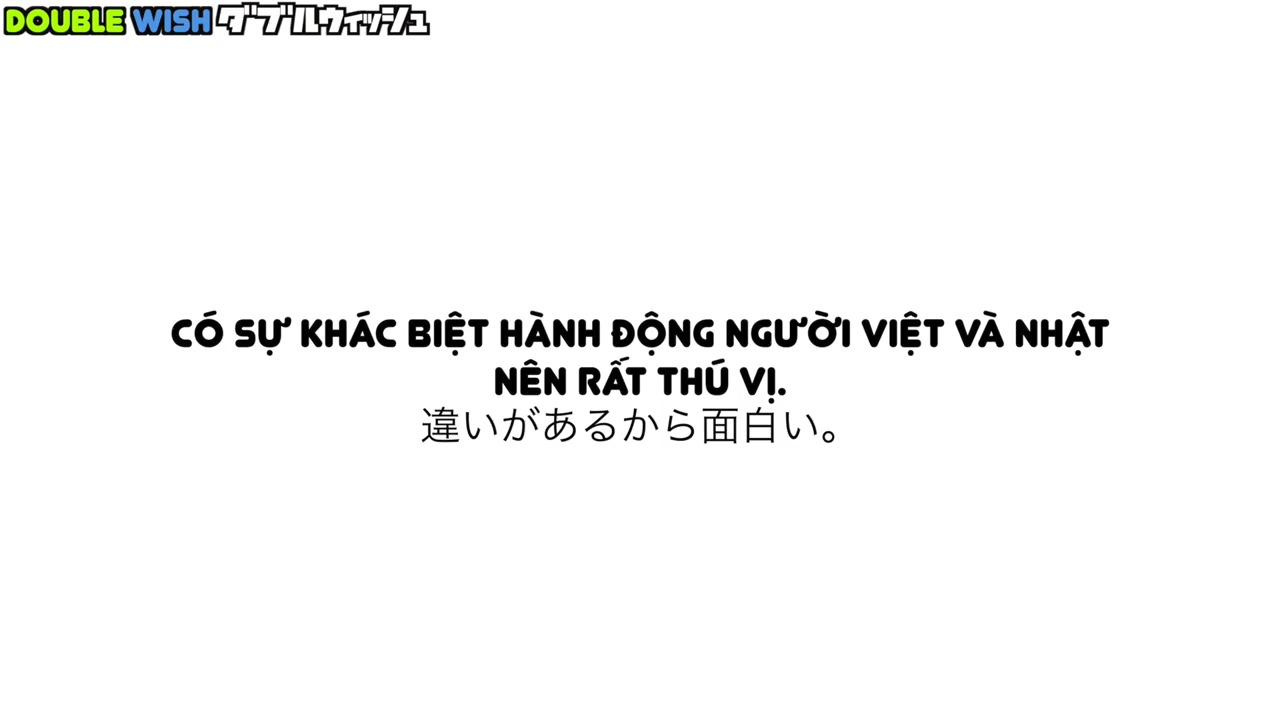 DOUBLE WISH ダブルウィッシュ
CÓ SỰ KHÁC BIỆT HÀNH ĐỘNG NGƯỜI VIỆT VÀ NHẬT
NÊN RẤT THÚ VỊ.
違いがあるから面白い。